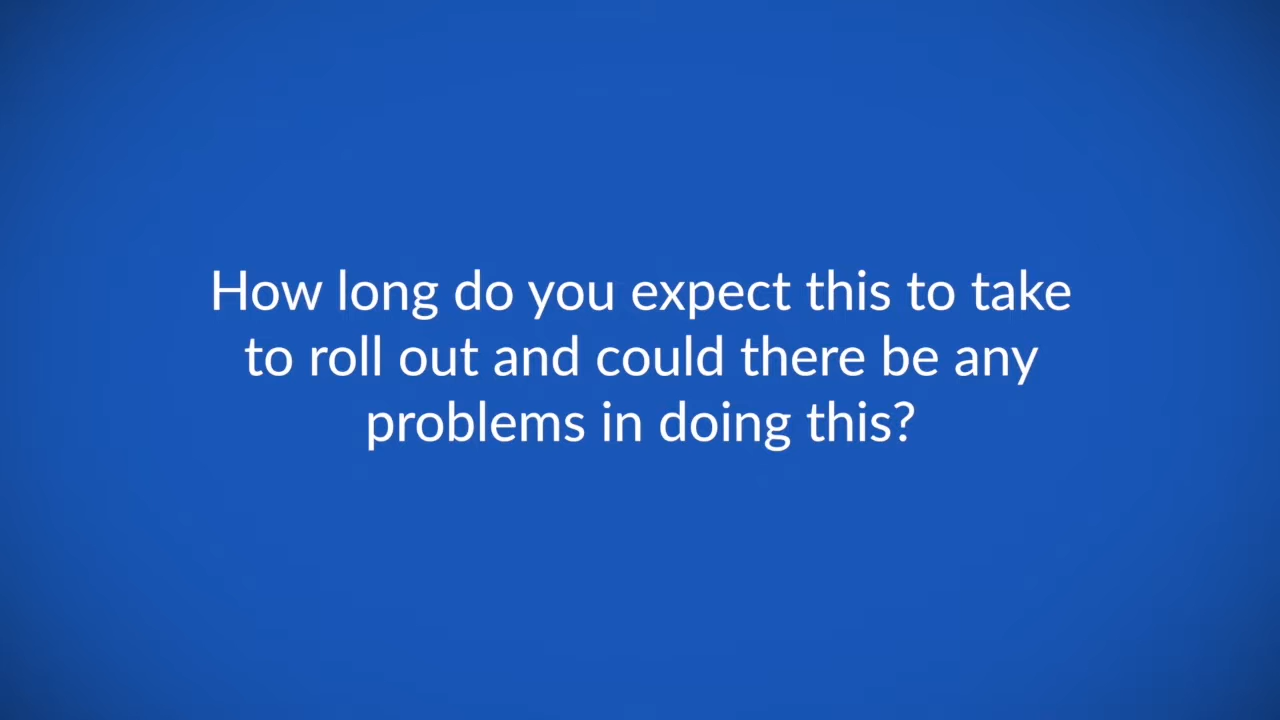 How long do you expect this to take
to roll out and could there be any
problems in doing this?